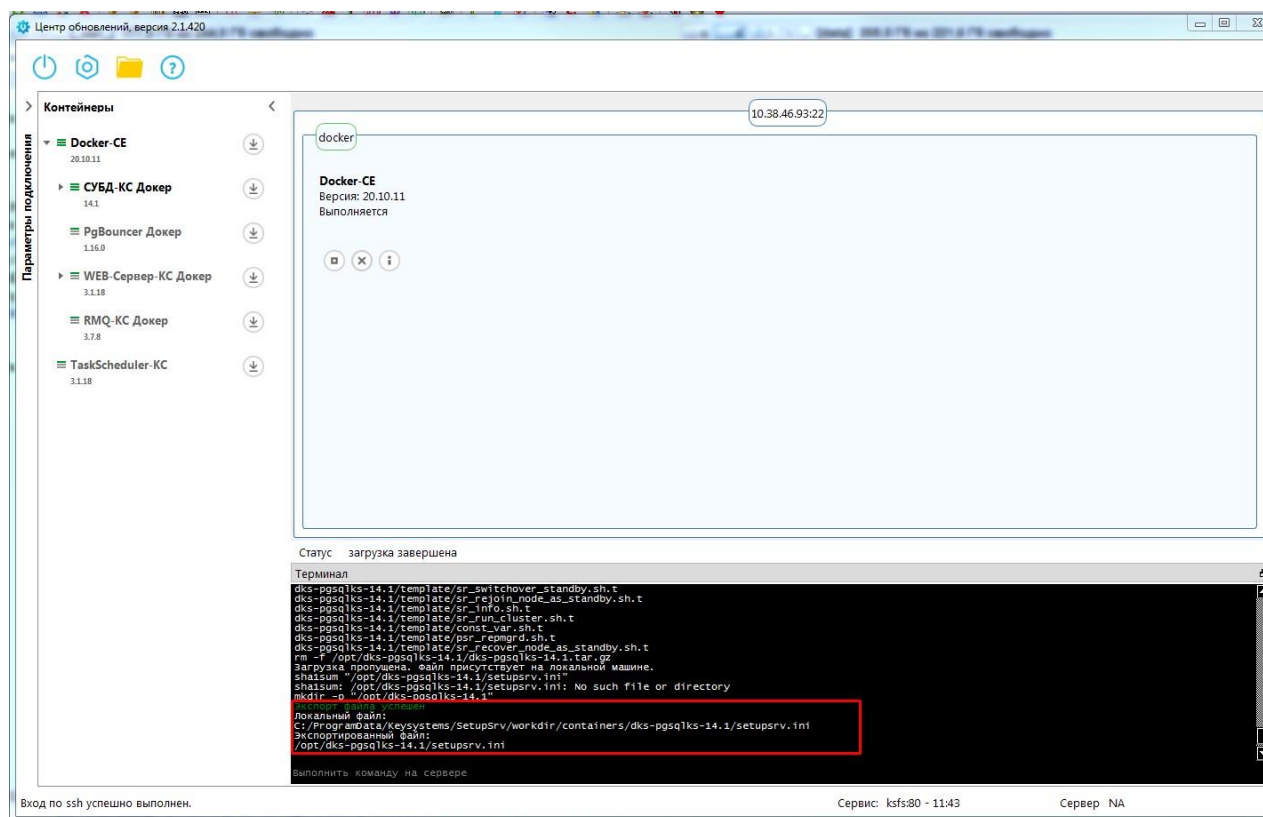 Центр обновлений, версия 2.1.420
Контейнеры
10.38.46.93:22
Параметры подключения
Docker-CE
20.10.11
СУБД-КС Докер
14.1
PgBouncer Докер
1.16.0
WEB-Сервер-КС Докер
3.1.18
RMQ-КС Докер
3.7.8
TaskScheduler-КС
3.1.18
docker
Docker-CE
Версия: 20.10.11
Выполняется
Статус загрузка завершена
Терминал
dks-pgsqlks-14.1/template/sr_switchover_standby.sh.t
dks-pgsqlks-14.1/template/sr_rejoin_node_as_standby.sh.t
dks-pgsqlks-14.1/template/sr_info.sh.t
dks-pgsqlks-14.1/template/sr_run_cluster.sh.t
dks-pgsqlks-14.1/template/const_var.sh.t
dks-pgsqlks-14.1/template/psr_repmgrd.sh.t
dks-pgsqlks-14.1/template/sr_recover_node_as_standby.sh.t
rm -f /opt/dks-pgsqlks-14.1/dks-pgsqlks-14.1.tar.gz
Загрузка пропущена. Файл присутствует на локальной машине.
sha1sum "/opt/dks-pgsqlks-14.1/setupsrv.ini"
sha1sum: /opt/dks-pgsqlks-14.1/setupsrv.ini: No such file or directory
mkdir -p "/opt/dks-pgsqlks-14.1"
Экспорт файла успешен
Локальный файл:
C:/ProgramData/Keysystems/SetupSrv/workdir/containers/dks-pgsqlks-14.1/setupsrv.ini
Экспортированный файл:
/opt/dks-pgsqlks-14.1/setupsrv.ini
Выполнить команду на сервере
Вход по ssh успешно выполнен.
Сервис: ksfs:80 - 11:43
Сервер NA